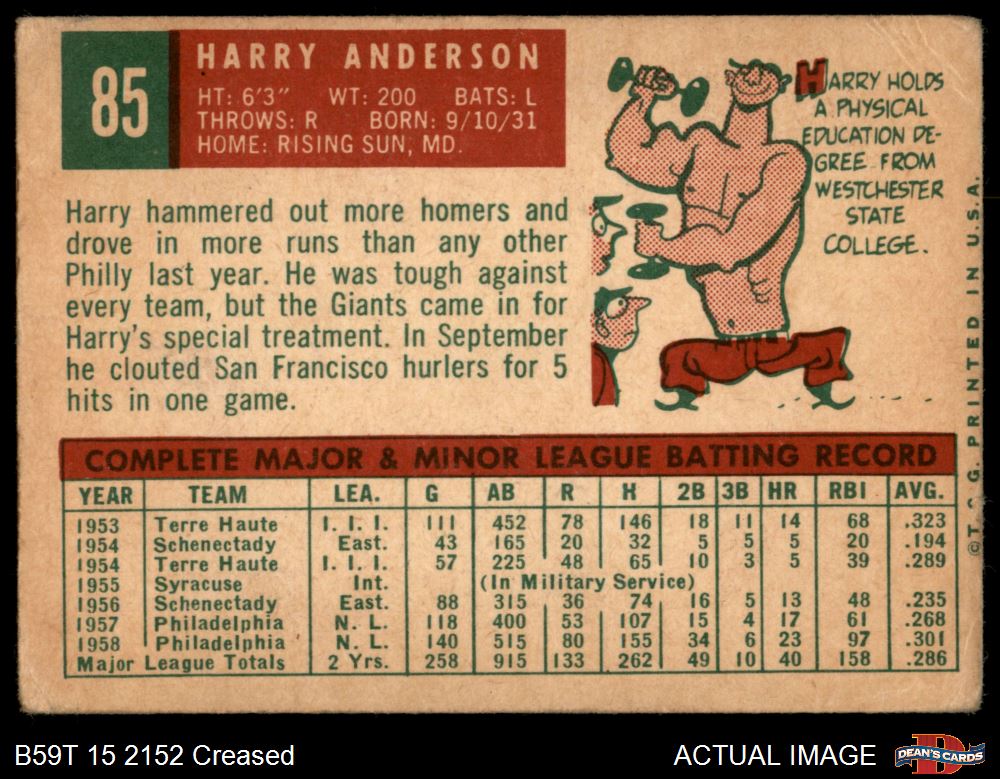 85
HARRY ANDERSON
HT: 6'3" WT: 200 BATS: L
THROWS: R BORN: 9/10/31
HOME: RISING SUN, MD.
HARRY HOLDS
A PHYSICAL
EDUCATION DE-
GREE FROM
WESTCHESTER
STATE
COLLEGE.
Harry hammered out more homers and
drove in more runs than any other
Philly last year. He was tough against
every team, but the Giants came in for
Harry's special treatment. In September
he clouted San Francisco hurlers for 5
hits in one game.
COMPLETE MAJOR & MINOR LEAGUE BATTING RECORD
YEAR TEAM LEA. G AB R H 2B 3B HR RBI AVG.
1953 Terre Haute I. I. I. 111 452 78 146 18 11 14 68 .323
1954 Schenectady East. 43 165 20 32 5 5 5 20 .194
1954 Terre Haute I. I. I. 57 225 48 65 10 3 5 39 .289
1955 Syracuse Int. (In Military Service)
1956 Schenectady East. 88 315 36 74 16 5 13 48 .235
1957 Philadelphia N. L. 118 400 53 107 15 4 17 61 .268
1958 Philadelphia N. L. 140 515 80 155 34 6 23 97 .301
Major League Totals 2 Yrs. 258 915 133 262 49 10 40 158 .286
©T. C. G. PRINTED IN U.S.A.
B59T 15 2152 Creased
ACTUAL IMAGE
DEAN'S CARDS